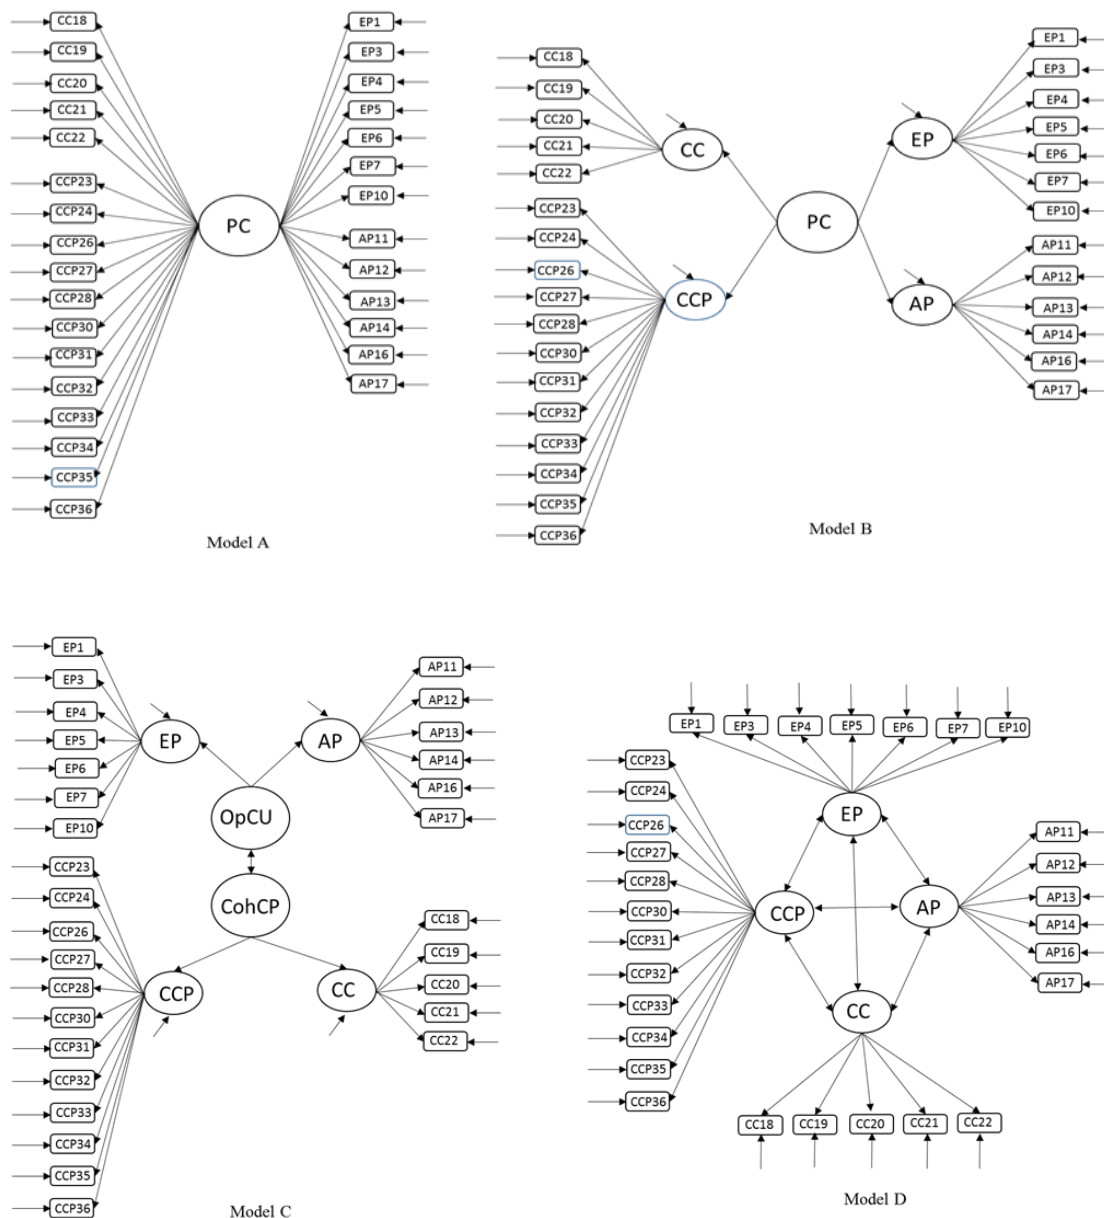 CC18
CC19
CC20
CC21
CC22
CCP23
CCP24
CCP26
CCP27
CCP28
CCP30
CCP31
CCP32
CCP33
CCP34
CCP35
CCP36
PC
EP1
EP3
EP4
EP5
EP6
EP7
EP10
AP11
AP12
AP13
AP14
AP16
AP17
Model A
CC18
CC19
CC20
CC21
CC22
CCP23
CCP24
CCP26
CCP27
CCP28
CCP30
CCP31
CCP32
CCP33
CCP34
CCP35
CCP36
CC
CCP
PC
EP
AP
EP1
EP3
EP4
EP5
EP6
EP7
EP10
AP11
AP12
AP13
AP14
AP16
AP17
Model B
EP1
EP3
EP4
EP5
EP6
EP7
EP10
CCP23
CCP24
CCP26
CCP27
CCP28
CCP30
CCP31
CCP32
CCP33
CCP34
CCP35
CCP36
EP
AP
OpCU
CohCP
CCP
CC
AP11
AP12
AP13
AP14
AP16
AP17
CC18
CC19
CC20
CC21
CC22
Model C
EP1
EP3
EP4
EP5
EP6
EP7
EP10
CCP23
CCP24
CCP26
CCP27
CCP28
CCP30
CCP31
CCP32
CCP33
CCP34
CCP35
CCP36
EP
CCP
AP
CC
AP11
AP12
AP13
AP14
AP16
AP17
CC18
CC19
CC20
CC21
CC22
Model D